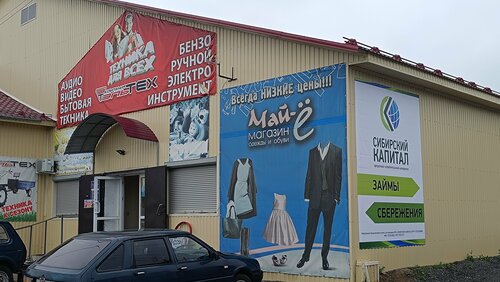 ТЕХНИКА
ДЛЯ ВСЕХ
АУДИО
ВИДЕО
БЫТОВАЯ
ТЕХНИКА
БЕНЗО
РУЧНОЙ
ЭЛЕКТРО
ИНСТРУМЕНТ
Всегда НИЗКИЕ цены!!!
Май-Ё
магазин
одежды и обуви
СИБИРСКИЙ
КАПИТАЛ
ЗАЙМЫ
СБЕРЕЖЕНИЯ
ТЕХНИКА